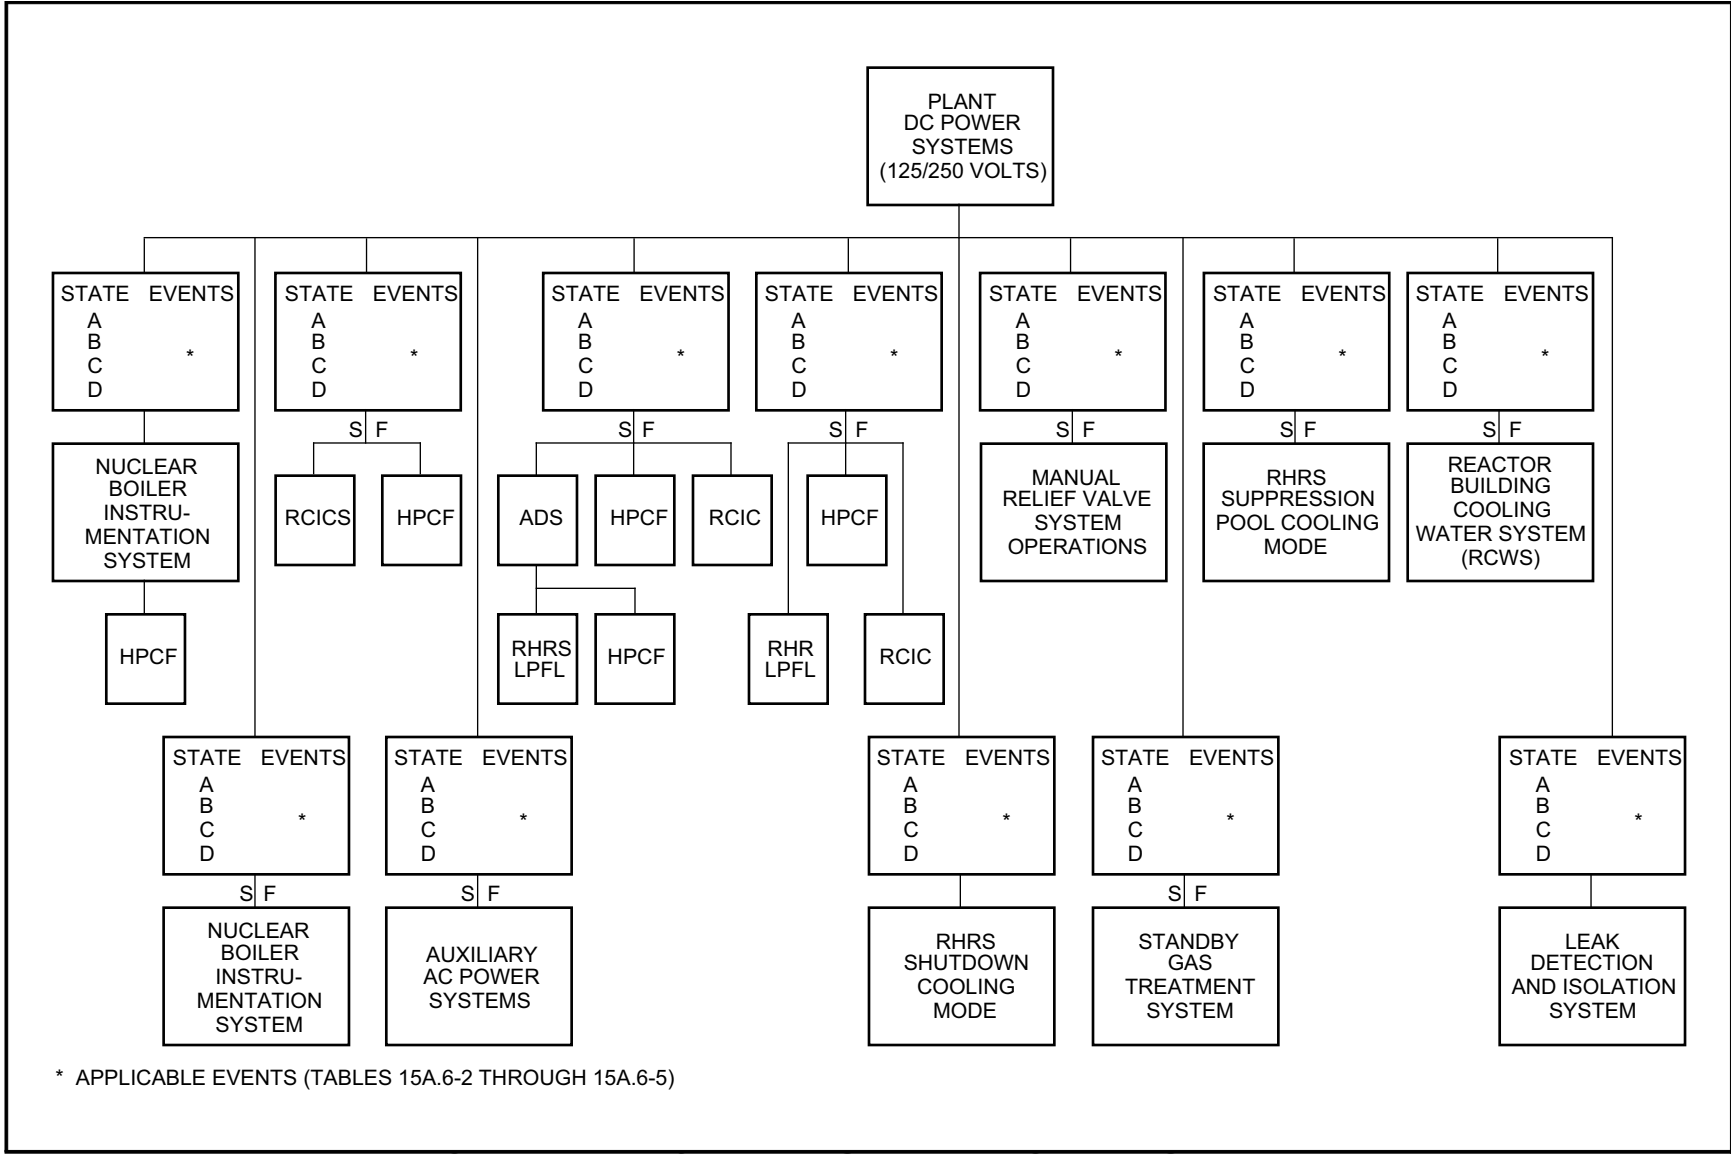 PLANT
DC POWER
SYSTEMS
(125/250 VOLTS)
STATE EVENTS
A
B
C
D
*
NUCLEAR
BOILER
INSTRU-
MENTATION
SYSTEM
HPCF
STATE EVENTS
A
B
C
D
*
S F
RCICS
HPCF
STATE EVENTS
A
B
C
D
*
S F
ADS
HPCF
RCIC
RHRS
LPFL
HPCF
STATE EVENTS
A
B
C
D
*
S F
HPCF
RHR
LPFL
RCIC
STATE EVENTS
A
B
C
D
*
S F
MANUAL
RELIEF VALVE
SYSTEM
OPERATIONS
STATE EVENTS
A
B
C
D
*
S F
RHRS
SUPPRESSION
POOL COOLING
MODE
STATE EVENTS
A
B
C
D
*
S F
REACTOR
BUILDING
COOLING
WATER SYSTEM
(RCWS)
STATE EVENTS
A
B
C
D
*
S F
NUCLEAR
BOILER
INSTRU-
MENTATION
SYSTEM
STATE EVENTS
A
B
C
D
*
S F
AUXILIARY
AC POWER
SYSTEMS
STATE EVENTS
A
B
C
D
*
RHRS
SHUTDOWN
COOLING
MODE
STATE EVENTS
A
B
C
D
*
S F
STANDBY
GAS
TREATMENT
SYSTEM
STATE EVENTS
A
B
C
D
*
LEAK
DETECTION
AND ISOLATION
SYSTEM
* APPLICABLE EVENTS (TABLES 15A.6-2 THROUGH 15A.6-5)